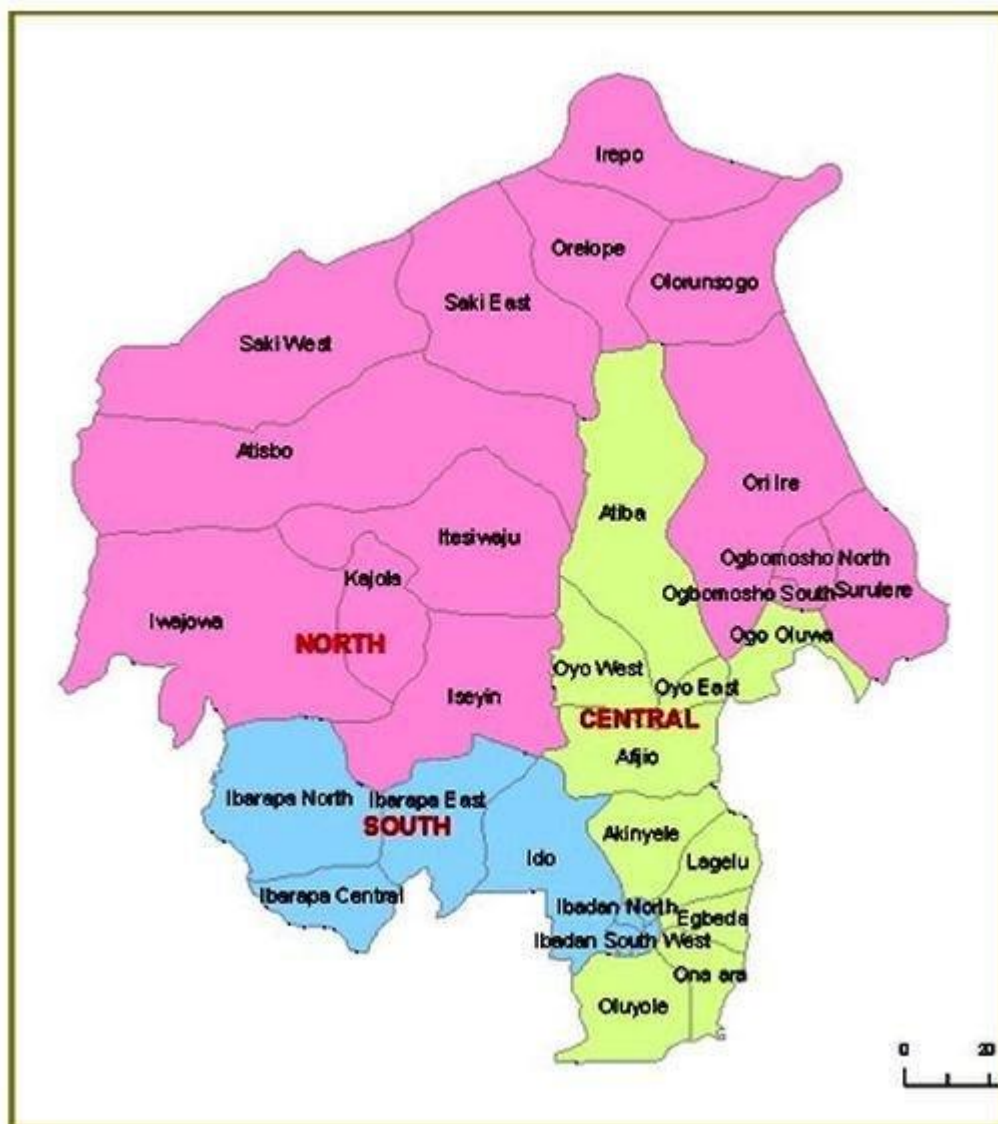 Irepo
Orelope
Olorunsogo
Saki East
Saki West
Atisbo
Ori Ire
Atiba
Itesiwaju
Ogbomosho North
Kajola
Ogbomosho South
Surulere
Iwajowa
NORTH
Ogo Oluwa
Oyo West
Oyo East
Iseyin
CENTRAL
Afijio
Ibarapa North
Ibarapa East
SOUTH
Akinyele
Ido
Lagelu
Ibarapa Central
Ibadan North
Egbeda
Ibadan South West
Ona ara
Oluyole
0 20